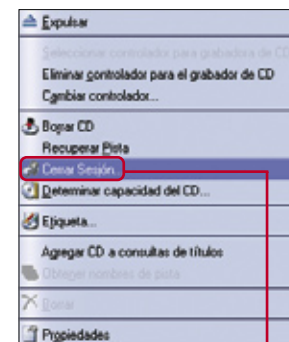 Expulsar
Seleccionar controlador para grabadora de CD
Eliminar controlador para el grabador de CD
Cambiar controlador...
Borrar CD
Recuperar Pista
Cerrar Sesión
Determinar capacidad del CD...
Etiqueta...
Agregar CD a consultas de títulos
Obtener nombres de pista
Borrar
Propiedades